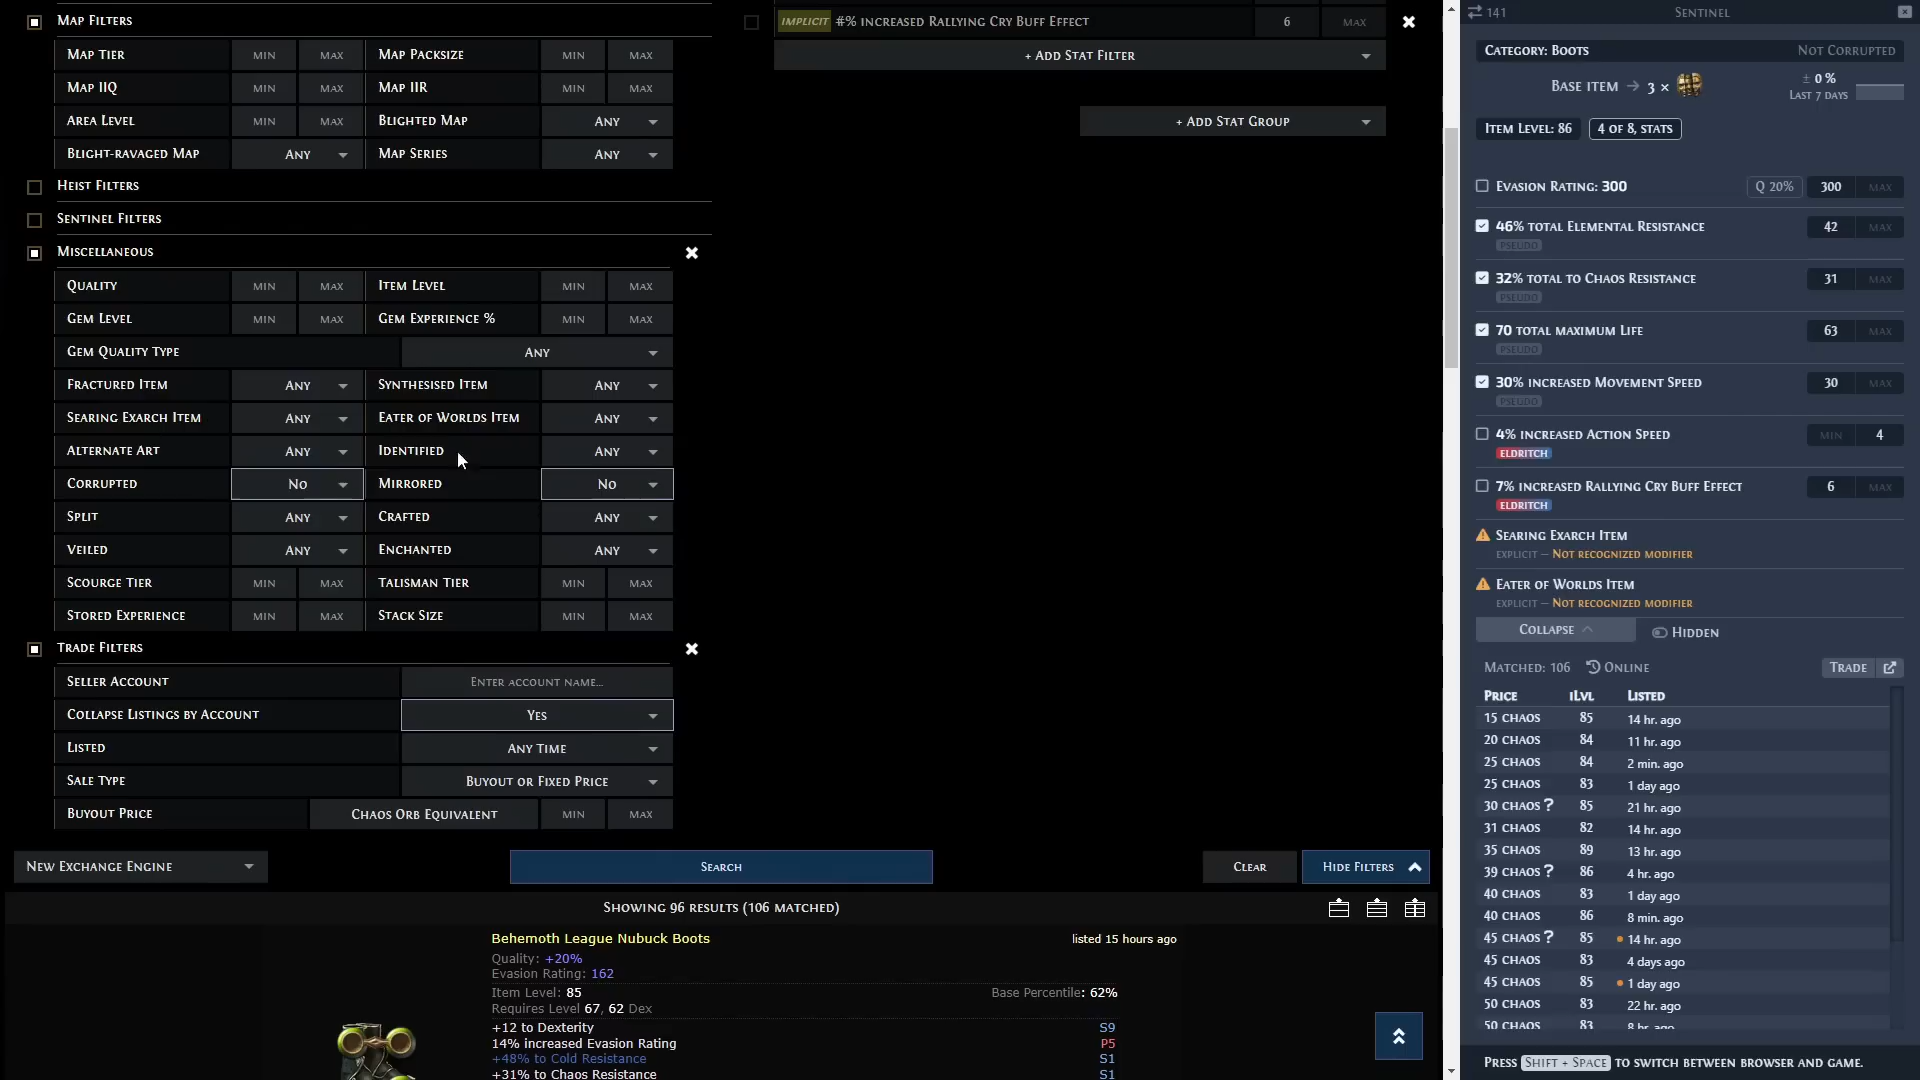 MAP FILTERS
MAP TIER MIN MAX MAP PACKSIZE MIN MAX
MAP IIQ MIN MAX MAP IIR MIN MAX
AREA LEVEL MIN MAX BLIGHTED MAP ANY
BLIGHT-RAVAGED MAP ANY MAP SERIES ANY
HEIST FILTERS
SENTINEL FILTERS
MISCELLANEOUS
QUALITY MIN MAX ITEM LEVEL MIN MAX
GEM LEVEL MIN MAX GEM EXPERIENCE % MIN MAX
GEM QUALITY TYPE ANY
FRACTURED ITEM ANY SYNTHESISED ITEM ANY
SEARING EXARCH ITEM ANY EATER OF WORLDS ITEM ANY
ALTERNATE ART ANY IDENTIFIED ANY
CORRUPTED NO MIRRORED NO
SPLIT ANY CRAFTED ANY
VEILED ANY ENCHANTED ANY
SCOURGE TIER MIN MAX TALISMAN TIER MIN MAX
STORED EXPERIENCE MIN MAX STACK SIZE MIN MAX
TRADE FILTERS
SELLER ACCOUNT ENTER ACCOUNT NAME...
COLLAPSE LISTINGS BY ACCOUNT YES
LISTED ANY TIME
SALE TYPE BUYOUT OR FIXED PRICE
BUYOUT PRICE CHAOS ORB EQUIVALENT MIN MAX
IMPLICIT #% INCREASED RALLYING CRY BUFF EFFECT 6 MAX
+ ADD STAT FILTER
+ ADD STAT GROUP
NEW EXCHANGE ENGINE SEARCH CLEAR HIDE FILTERS
SHOWING 96 RESULTS (106 MATCHED)
Behemoth League Nubuck Boots listed 15 hours ago
Quality: +20%
Evasion Rating: 162
Item Level: 85 Base Percentile: 62%
Requires Level 67, 62 Dex
+12 to Dexterity S9
14% increased Evasion Rating P5
+48% to Cold Resistance S1
+31% to Chaos Resistance S1
141 SENTINEL
CATEGORY: BOOTS NOT CORRUPTED
BASE ITEM → 3 × ± 0 %
LAST 7 DAYS
ITEM LEVEL: 86 4 OF 8, STATS
EVASION RATING: 300 Q 20% 300 MAX
46% TOTAL ELEMENTAL RESISTANCE 42 MAX
PSEUDO
32% TOTAL TO CHAOS RESISTANCE 31 MAX
PSEUDO
70 TOTAL MAXIMUM LIFE 63 MAX
PSEUDO
30% INCREASED MOVEMENT SPEED 30 MAX
PSEUDO
4% INCREASED ACTION SPEED MIN 4
ELDRITCH
7% INCREASED RALLYING CRY BUFF EFFECT 6 MAX
ELDRITCH
SEARING EXARCH ITEM
EXPLICIT — NOT RECOGNIZED MODIFIER
EATER OF WORLDS ITEM
EXPLICIT — NOT RECOGNIZED MODIFIER
COLLAPSE HIDDEN
MATCHED: 106 ONLINE TRADE
PRICE ILVL LISTED
15 CHAOS 85 14 hr. ago
20 CHAOS 84 11 hr. ago
25 CHAOS 84 2 min. ago
25 CHAOS 83 1 day ago
30 CHAOS ? 85 21 hr. ago
31 CHAOS 82 14 hr. ago
35 CHAOS 89 13 hr. ago
39 CHAOS ? 86 4 hr. ago
40 CHAOS 83 1 day ago
40 CHAOS 86 8 min. ago
45 CHAOS ? 85 14 hr. ago
45 CHAOS 83 4 days ago
45 CHAOS 85 1 day ago
50 CHAOS 83 22 hr. ago
50 CHAOS 83 8 hr. ago
PRESS SHIFT + SPACE TO SWITCH BETWEEN BROWSER AND GAME.